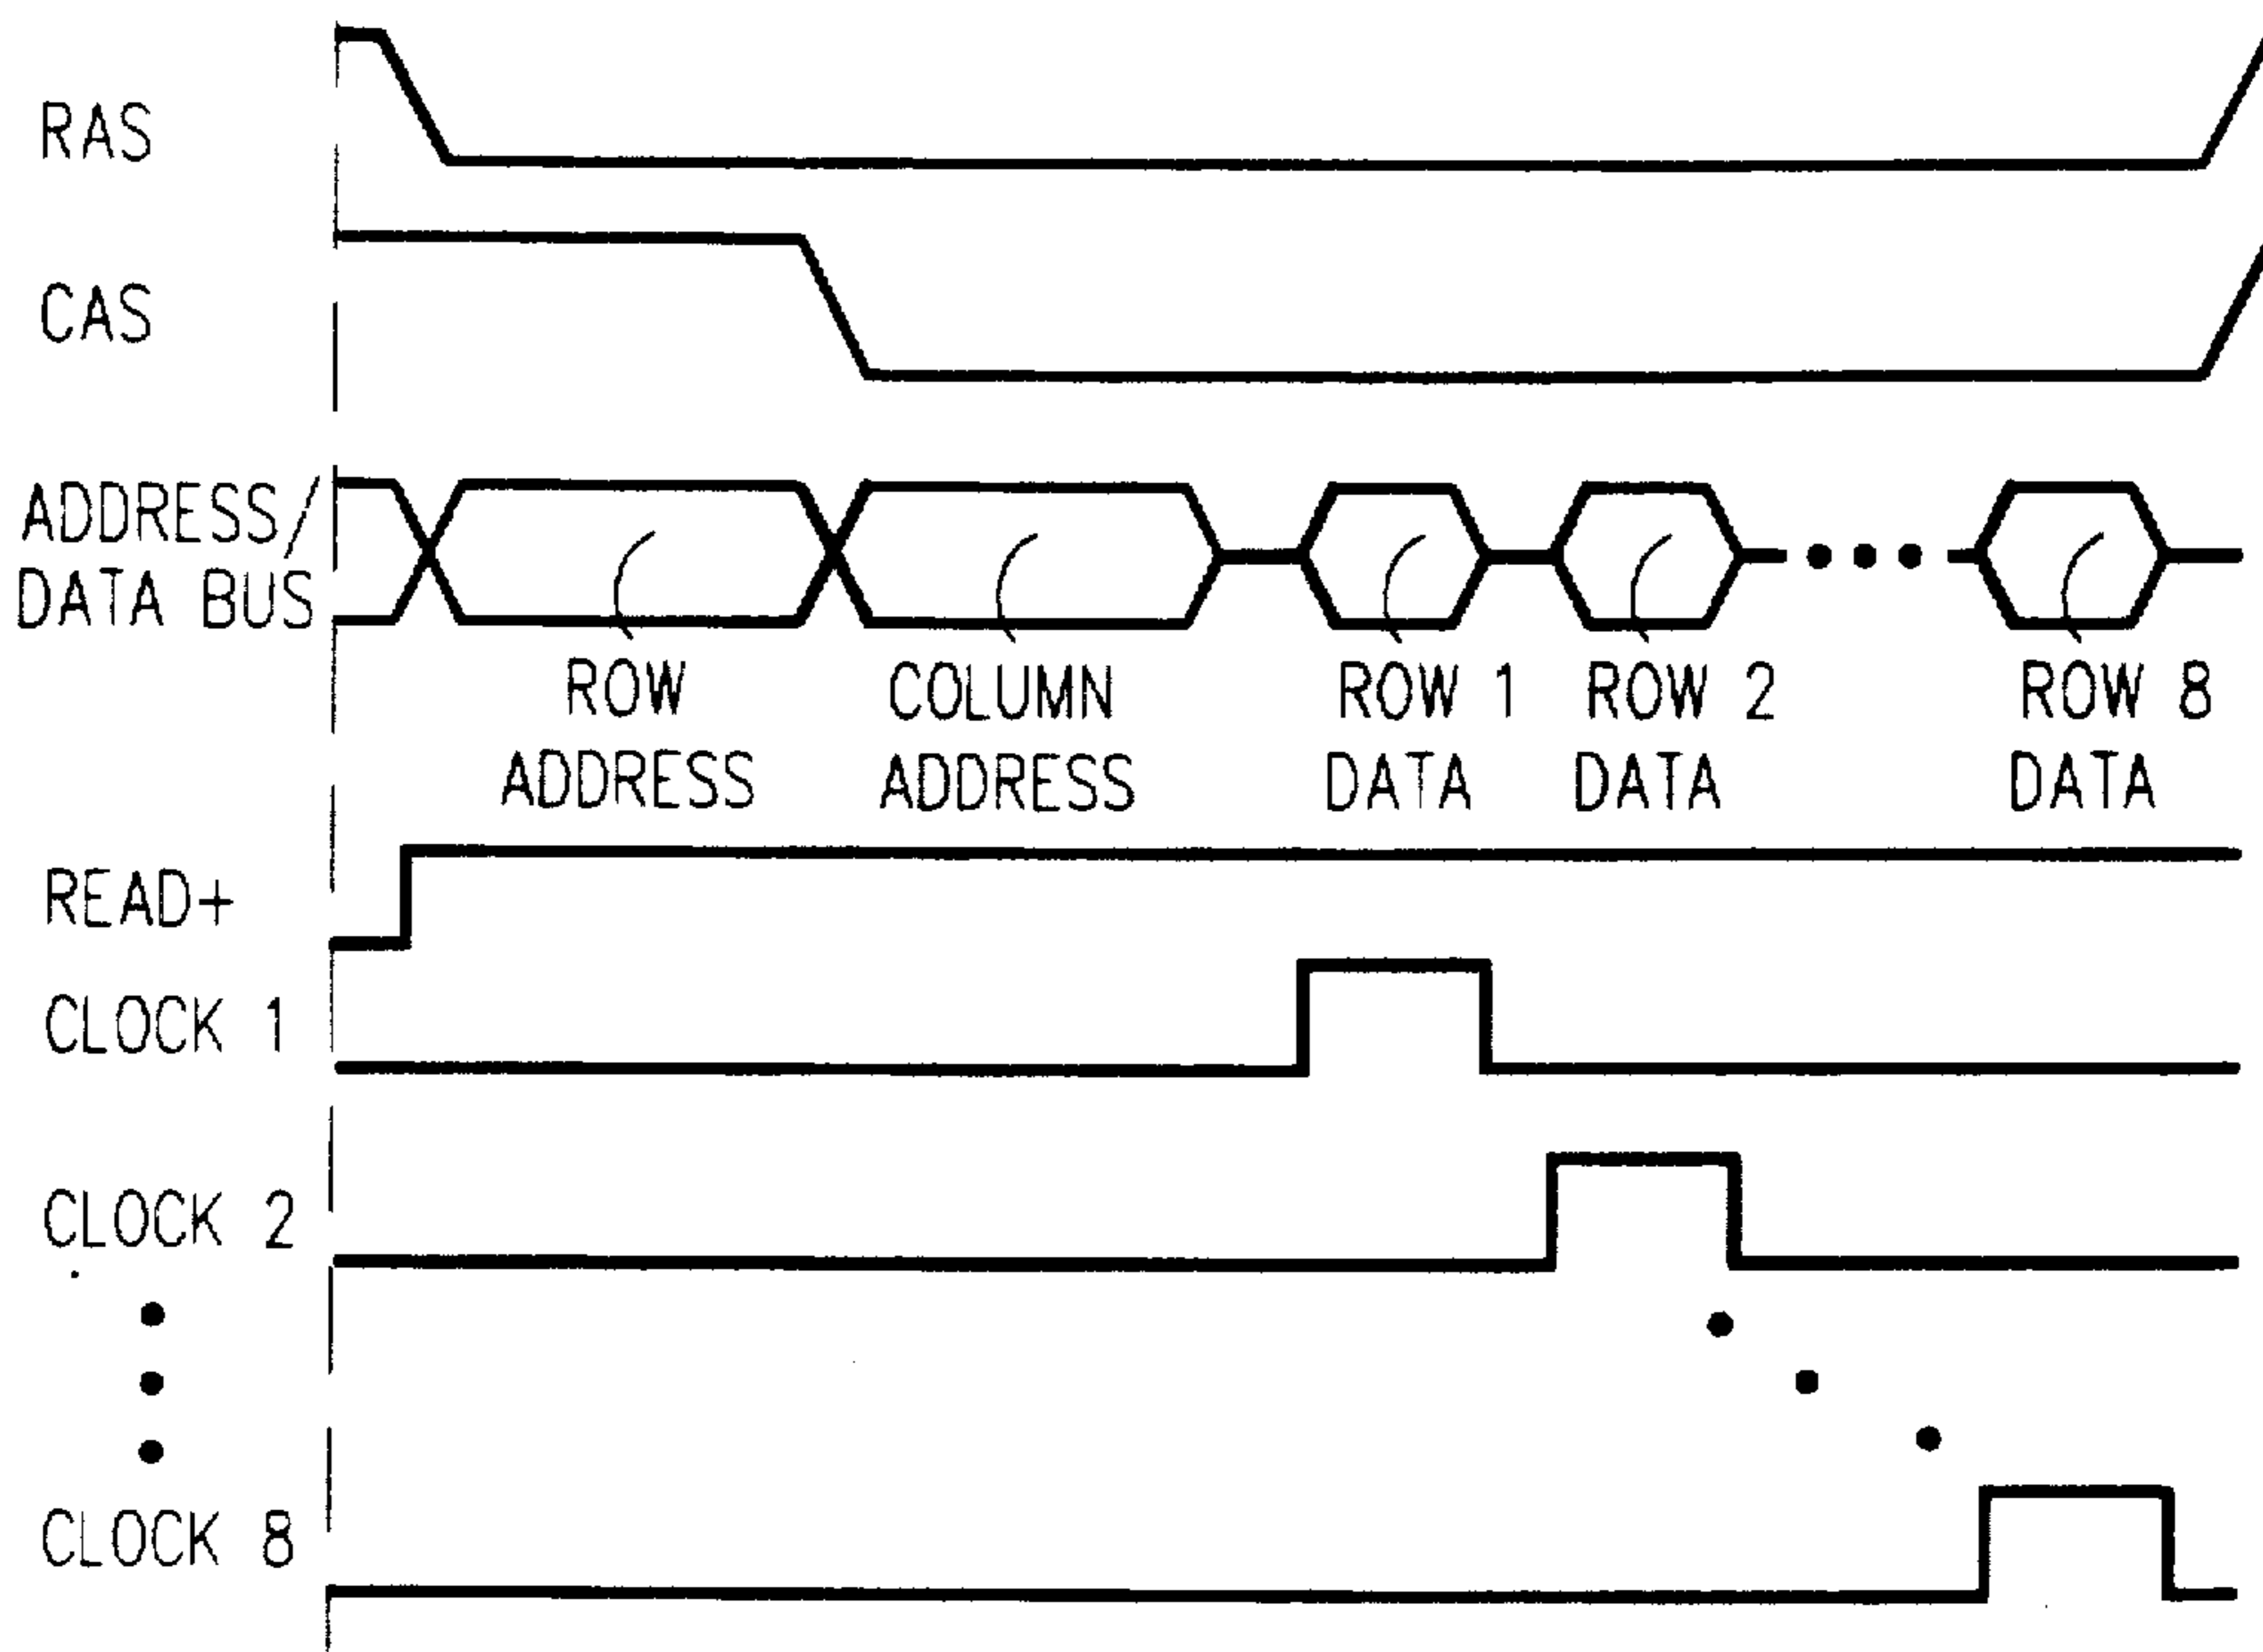 RAS
CAS
ADDRESS/
DATA BUS
ROW COLUMN ROW 1 ROW 2 ROW 8
ADDRESS ADDRESS DATA DATA DATA
READ+
CLOCK 1
CLOCK 2
CLOCK 8